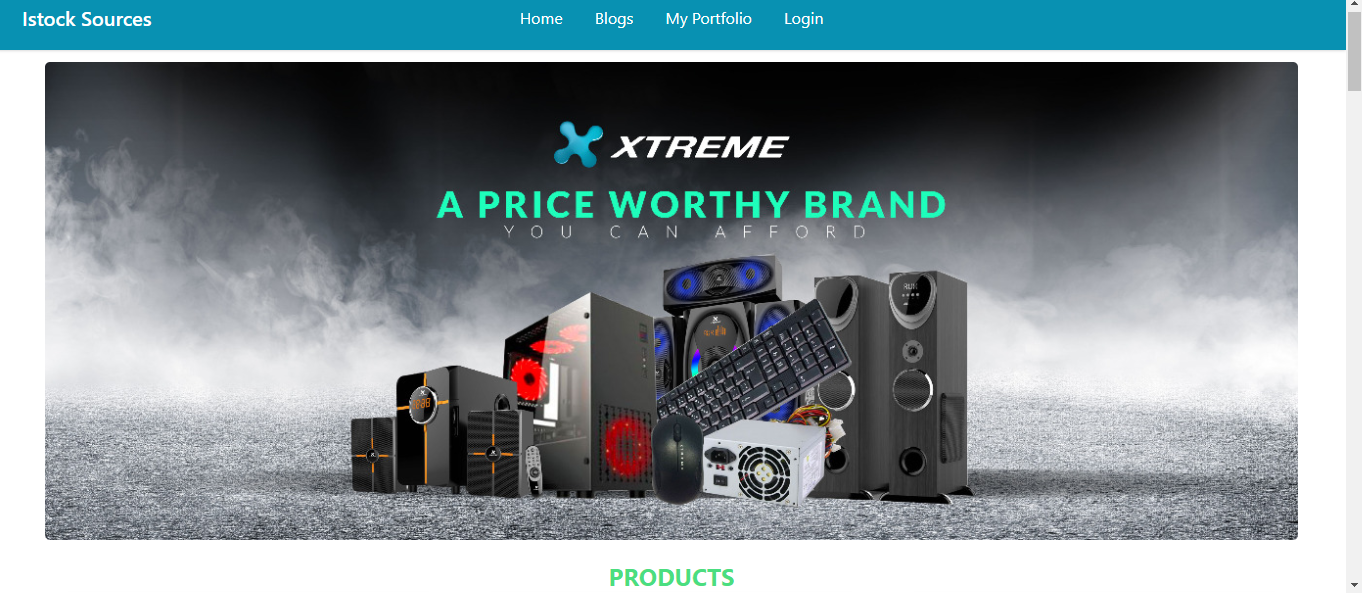 Istock Sources
Home Blogs My Portfolio Login
XTREME
A PRICE WORTHY BRAND
YOU CAN AFFORD
PRODUCTS